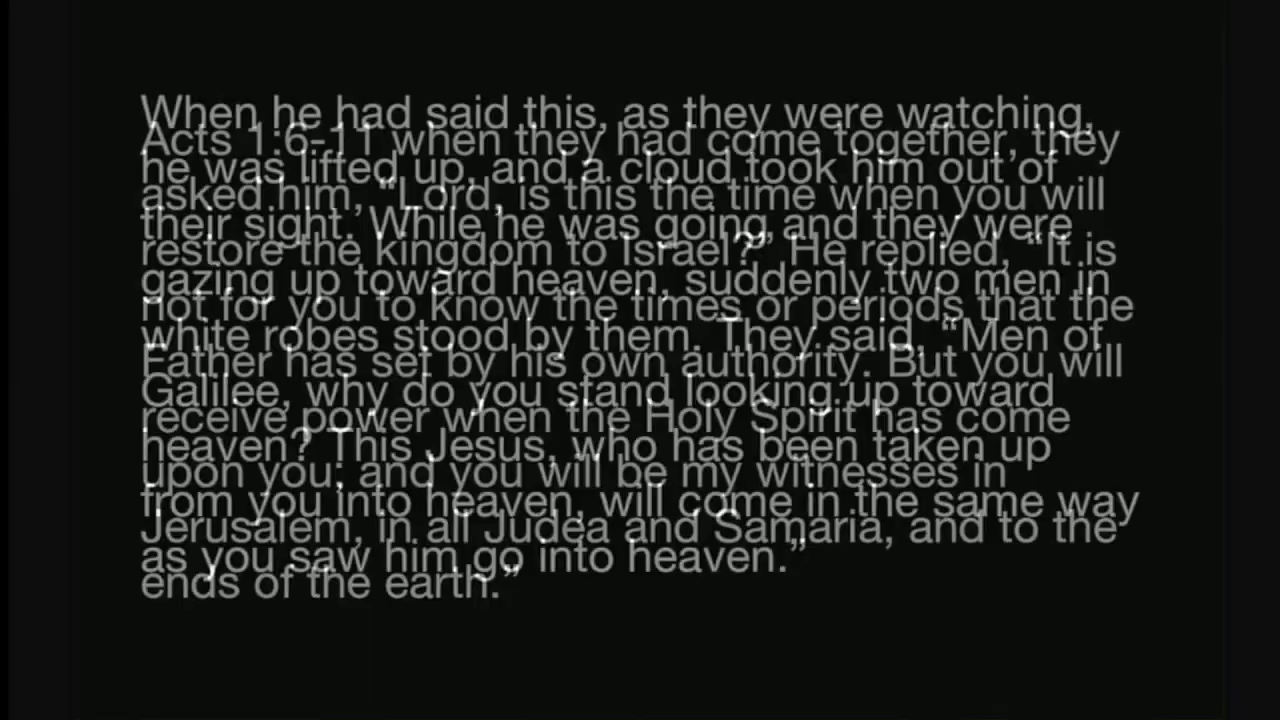 When he had said this, as they were watching,
Acts 1:6-11 when they had come together, they
he was lifted up, and a cloud took him out of
asked him, “Lord, is this the time when you will
their sight. While he was going and they were
restore the kingdom to Israel?” He replied, “It is
gazing up toward heaven, suddenly two men in
not for you to know the times or periods that the
white robes stood by them. They said, “Men of
Father has set by his own authority. But you will
Galilee, why do you stand looking up toward
receive power when the Holy Spirit has come
heaven? This Jesus, who has been taken up
upon you; and you will be my witnesses in
from you into heaven, will come in the same way
Jerusalem, in all Judea and Samaria, and to the
as you saw him go into heaven.”
ends of the earth.”